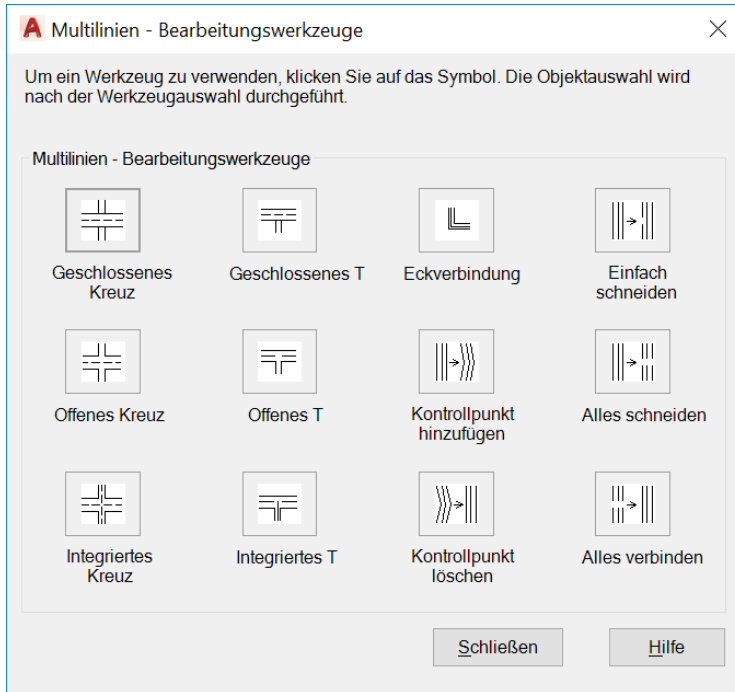 Multilinien - Bearbeitungswerkzeuge
Um ein Werkzeug zu verwenden, klicken Sie auf das Symbol. Die Objektauswahl wird
nach der Werkzeugauswahl durchgeführt.
Multilinien - Bearbeitungswerkzeuge
Geschlossenes
Kreuz
Geschlossenes T
Eckverbindung
Einfach
schneiden
Offenes Kreuz
Offenes T
Kontrollpunkt
hinzufügen
Alles schneiden
Integriertes
Kreuz
Integriertes T
Kontrollpunkt
löschen
Alles verbinden
Schließen
Hilfe